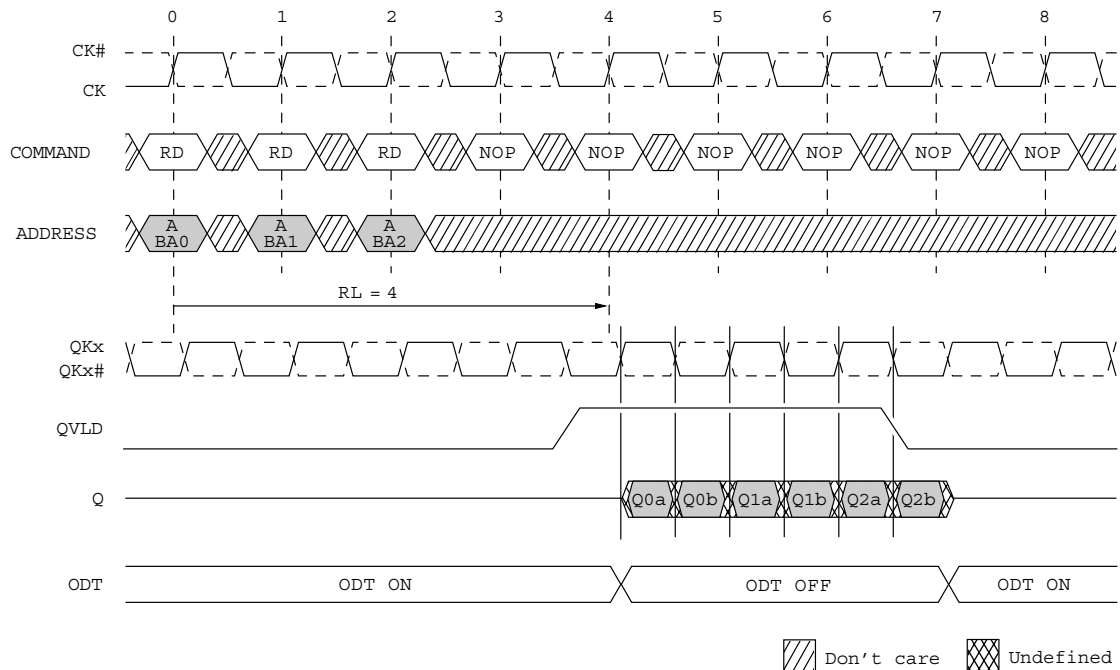 0 1 2 3 4 5 6 7 8
CK#
CK
COMMAND RD RD RD NOP NOP NOP NOP NOP NOP
ADDRESS A BA0 A BA1 A BA2
RL = 4
QKx
QKx#
QVLD
Q Q0a Q0b Q1a Q1b Q2a Q2b
ODT ODT ON ODT OFF ODT ON
Don't care Undefined